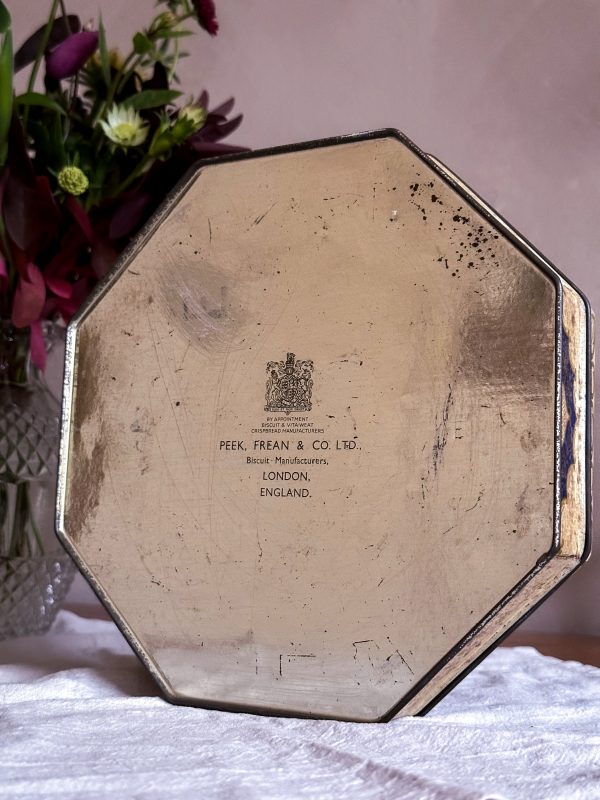 BY APPOINTMENT
BISCUIT & VITA-WEAT
CRISPBREAD MANUFACTURERS
PEEK, FREAN & CO. LTD.,
Biscuit Manufacturers,
LONDON,
ENGLAND.